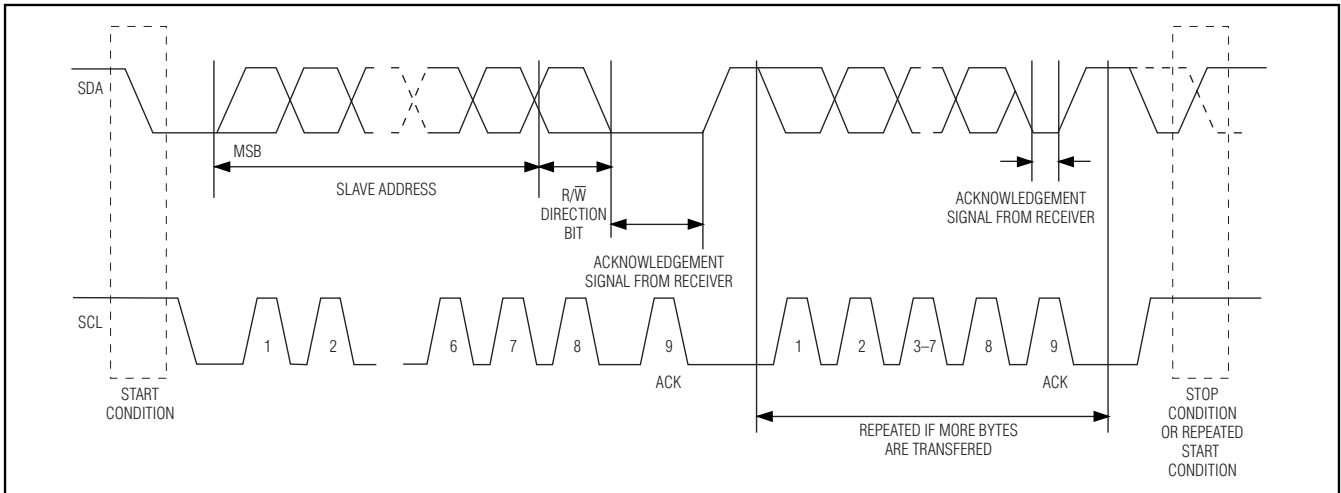 SDA
MSB
SLAVE ADDRESS
R/W̅
DIRECTION
BIT
ACKNOWLEDGEMENT
SIGNAL FROM RECEIVER
ACKNOWLEDGEMENT
SIGNAL FROM RECEIVER
SCL
1 2 6 7 8 9 1 2 3–7 8 9
ACK ACK
START
CONDITION
REPEATED IF MORE BYTES
ARE TRANSFERED
STOP
CONDITION
OR REPEATED
START
CONDITION